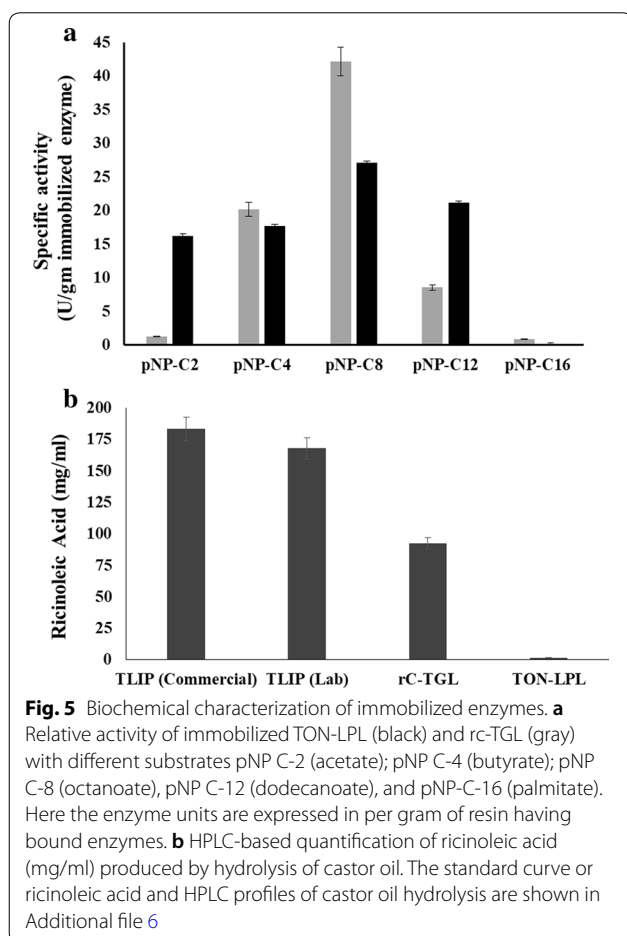 a
Specific activity
(U/gm immobilized enzyme)
45
40
35
30
25
20
15
10
5
0
pNP-C2 pNP-C4 pNP-C8 pNP-C12 pNP-C16
b
Ricinoleic Acid (mg/ml)
200
175
150
125
100
75
50
25
0
TLIP (Commercial) TLIP (Lab) rC-TGL TON-LPL
Fig. 5 Biochemical characterization of immobilized enzymes. a
Relative activity of immobilized TON-LPL (black) and rc-TGL (gray)
with different substrates pNP C-2 (acetate); pNP C-4 (butyrate); pNP
C-8 (octanoate), pNP C-12 (dodecanoate), and pNP-C-16 (palmitate).
Here the enzyme units are expressed in per gram of resin having
bound enzymes. b HPLC-based quantification of ricinoleic acid
(mg/ml) produced by hydrolysis of castor oil. The standard curve or
ricinoleic acid and HPLC profiles of castor oil hydrolysis are shown in
Additional file 6